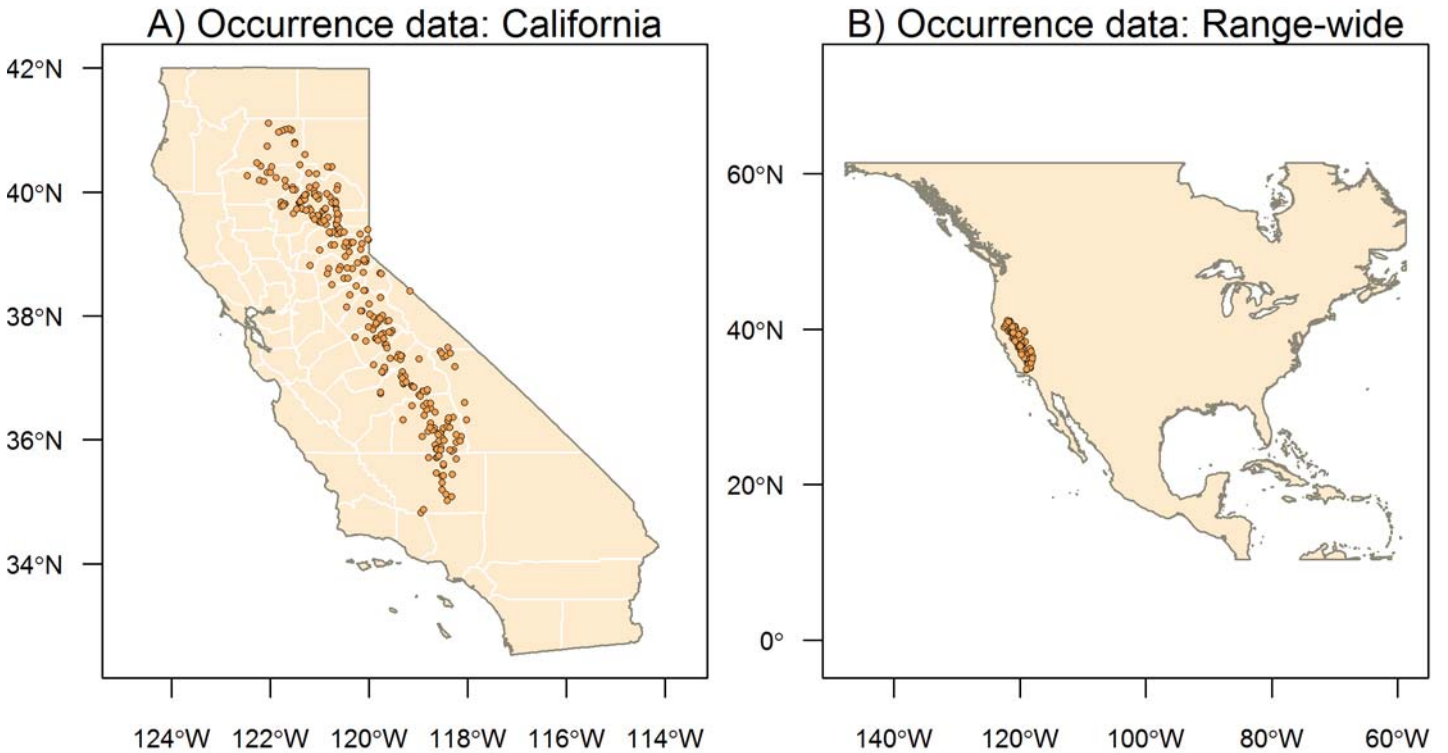 A) Occurrence data: California
42°N
40°N
38°N
36°N
34°N
124°W 122°W 120°W 118°W 116°W 114°W
B) Occurrence data: Range-wide
60°N
40°N
20°N
0°
140°W 120°W 100°W 80°W 60°W